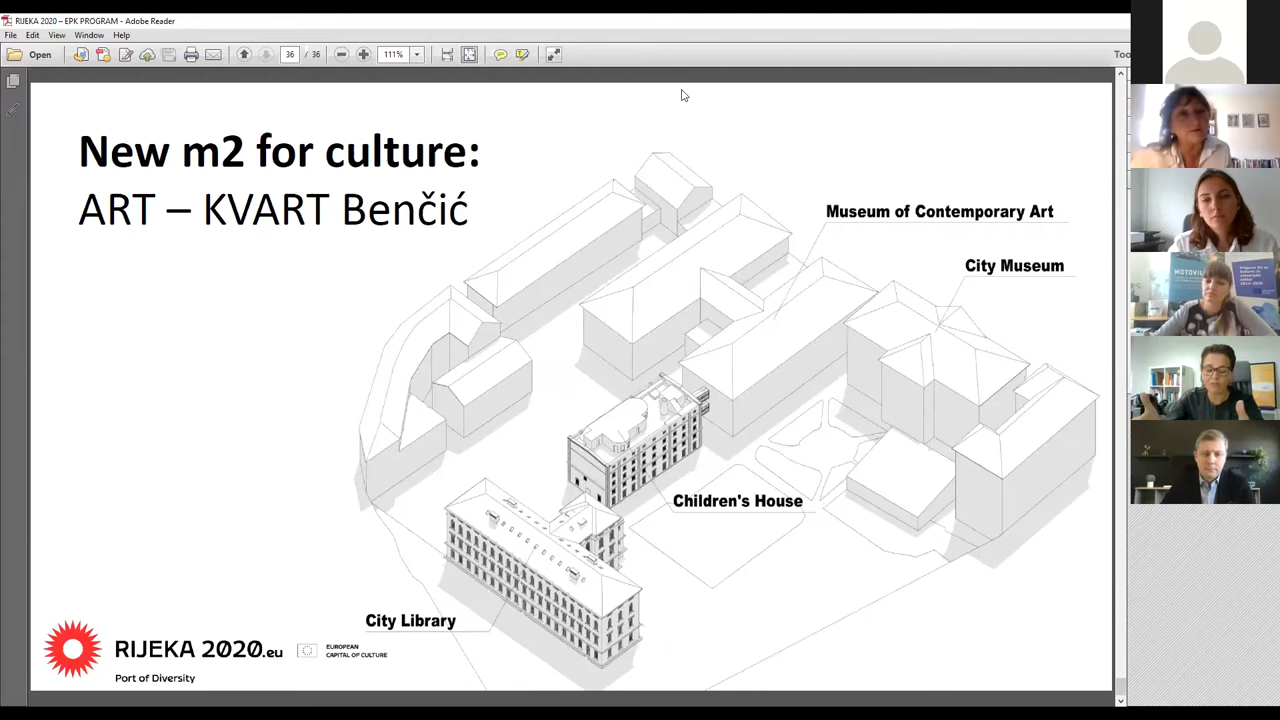 RIJEKA 2020 – EPK PROGRAM - Adobe Reader
File Edit View Window Help
Open
36 / 36
111%
Too
New m2 for culture:
ART – KVART Benčić
Museum of Contemporary Art
City Museum
Children's House
City Library
RIJEKA 2020.eu
EUROPEAN
CAPITAL OF CULTURE
Port of Diversity
MOTOVIL